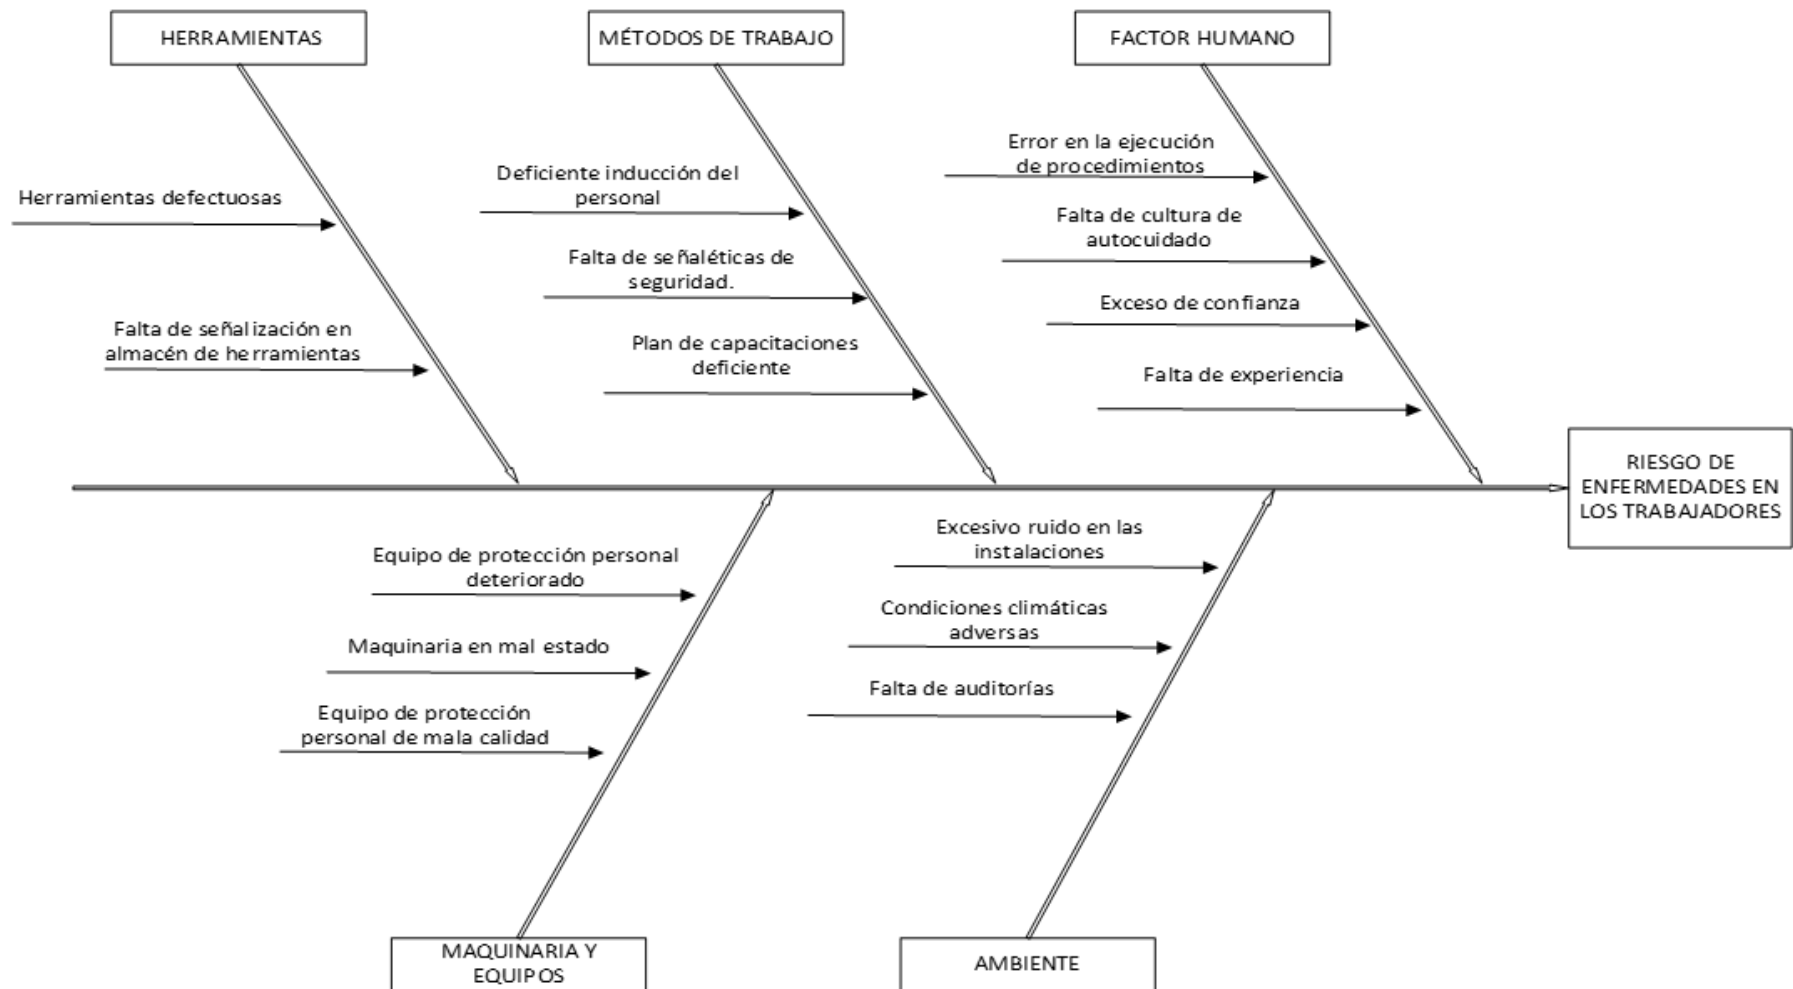 HERRAMIENTAS
MÉTODOS DE TRABAJO
FACTOR HUMANO
Herramientas defectuosas
Falta de señalización en
almacén de herramientas
Deficiente inducción del
personal
Falta de señaléticas de
seguridad.
Plan de capacitaciones
deficiente
Error en la ejecución
de procedimientos
Falta de cultura de
autocuidado
Exceso de confianza
Falta de experiencia
RIESGO DE
ENFERMEDADES EN
LOS TRABAJADORES
Equipo de protección personal
deteriorado
Maquinaria en mal estado
Equipo de protección
personal de mala calidad
Excesivo ruido en las
instalaciones
Condiciones climáticas
adversas
Falta de auditorías
MAQUINARIA Y
EQUIPOS
AMBIENTE